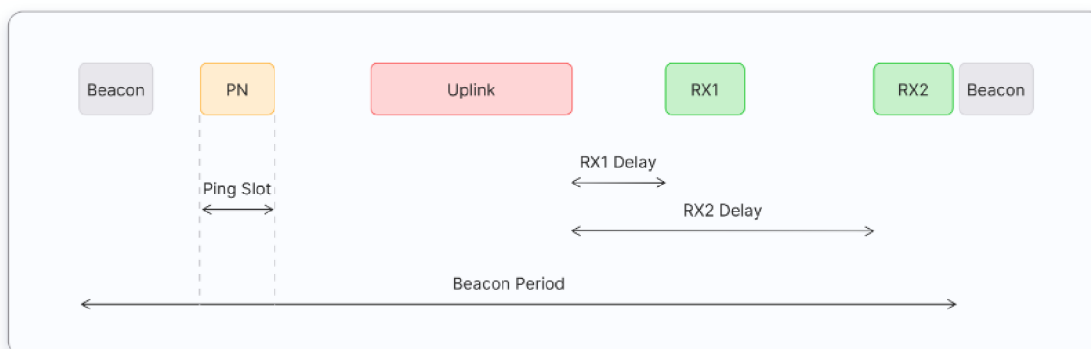 Beacon PN Uplink RX1 RX2 Beacon
RX1 Delay
Ping Slot
RX2 Delay
Beacon Period